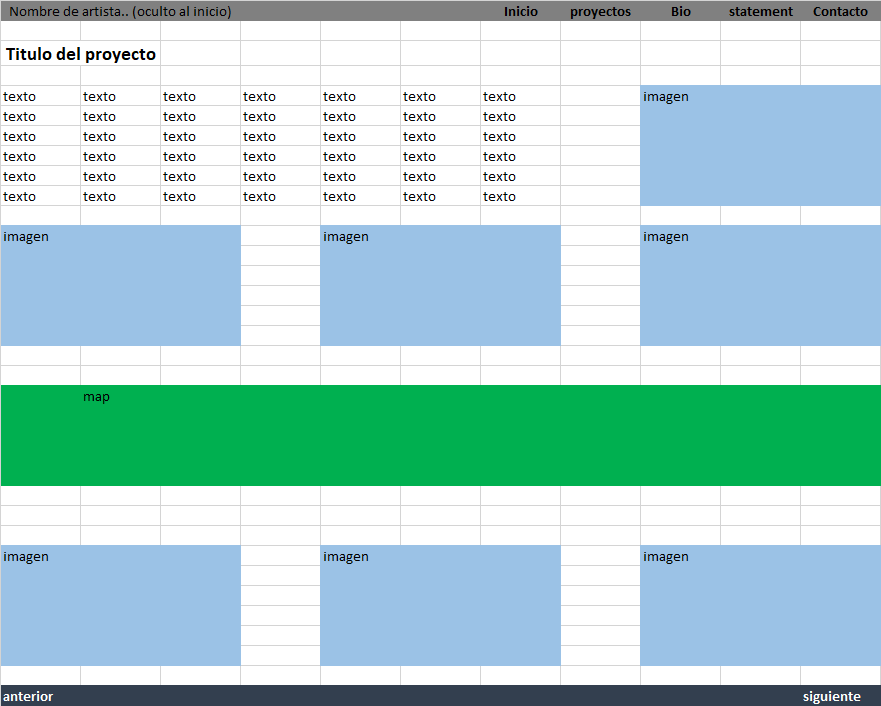 Nombre de artista.. (oculto al inicio) Inicio proyectos Bio statement Contacto
Titulo del proyecto
texto texto texto texto texto texto texto imagen
texto texto texto texto texto texto texto
texto texto texto texto texto texto texto
texto texto texto texto texto texto texto
texto texto texto texto texto texto texto
texto texto texto texto texto texto texto
imagen imagen imagen
map
imagen imagen imagen
anterior siguiente